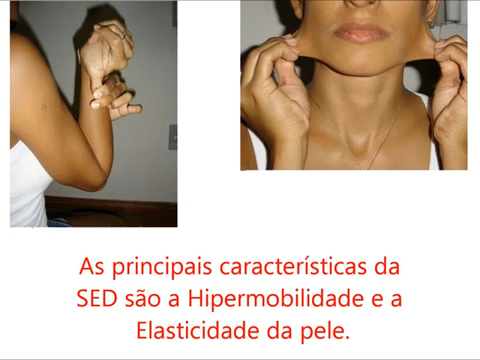 As principais características da
SED são a Hipermobilidade e a
Elasticidade da pele.